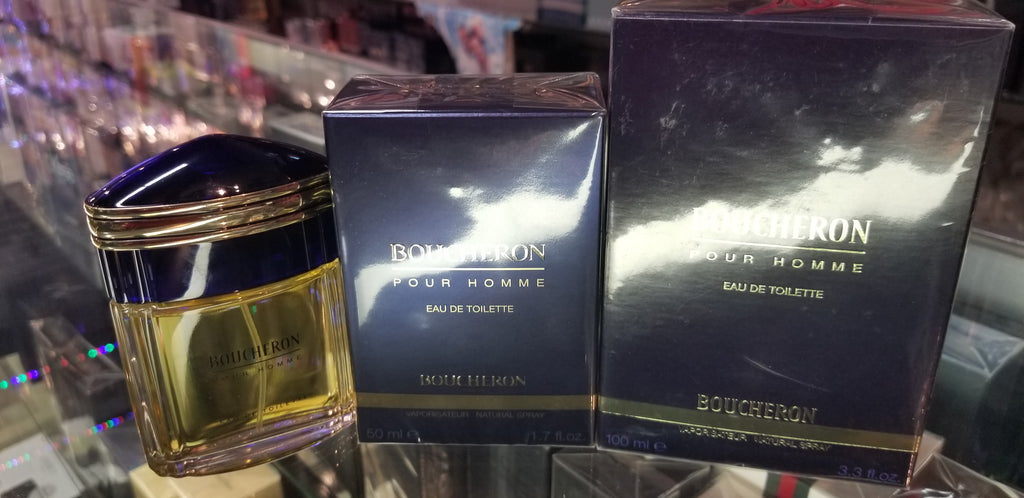 BOUCHERON
POUR HOMME
BOUCHERON
POUR HOMME
EAU DE TOILETTE
BOUCHERON
VAPORISATEUR NATURAL SPRAY
50 ml e 1.7 fl.oz.
BOUCHERON
POUR HOMME
EAU DE TOILETTE
BOUCHERON
VAPORISATEUR NATURAL SPRAY
100 ml e 3.3 fl.oz.